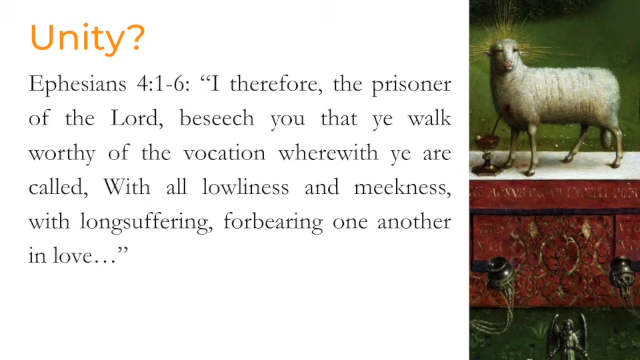 Unity?
Ephesians 4:1-6: “I therefore, the prisoner
of the Lord, beseech you that ye walk
worthy of the vocation wherewith ye are
called, With all lowliness and meekness,
with longsuffering, forbearing one another
in love…”